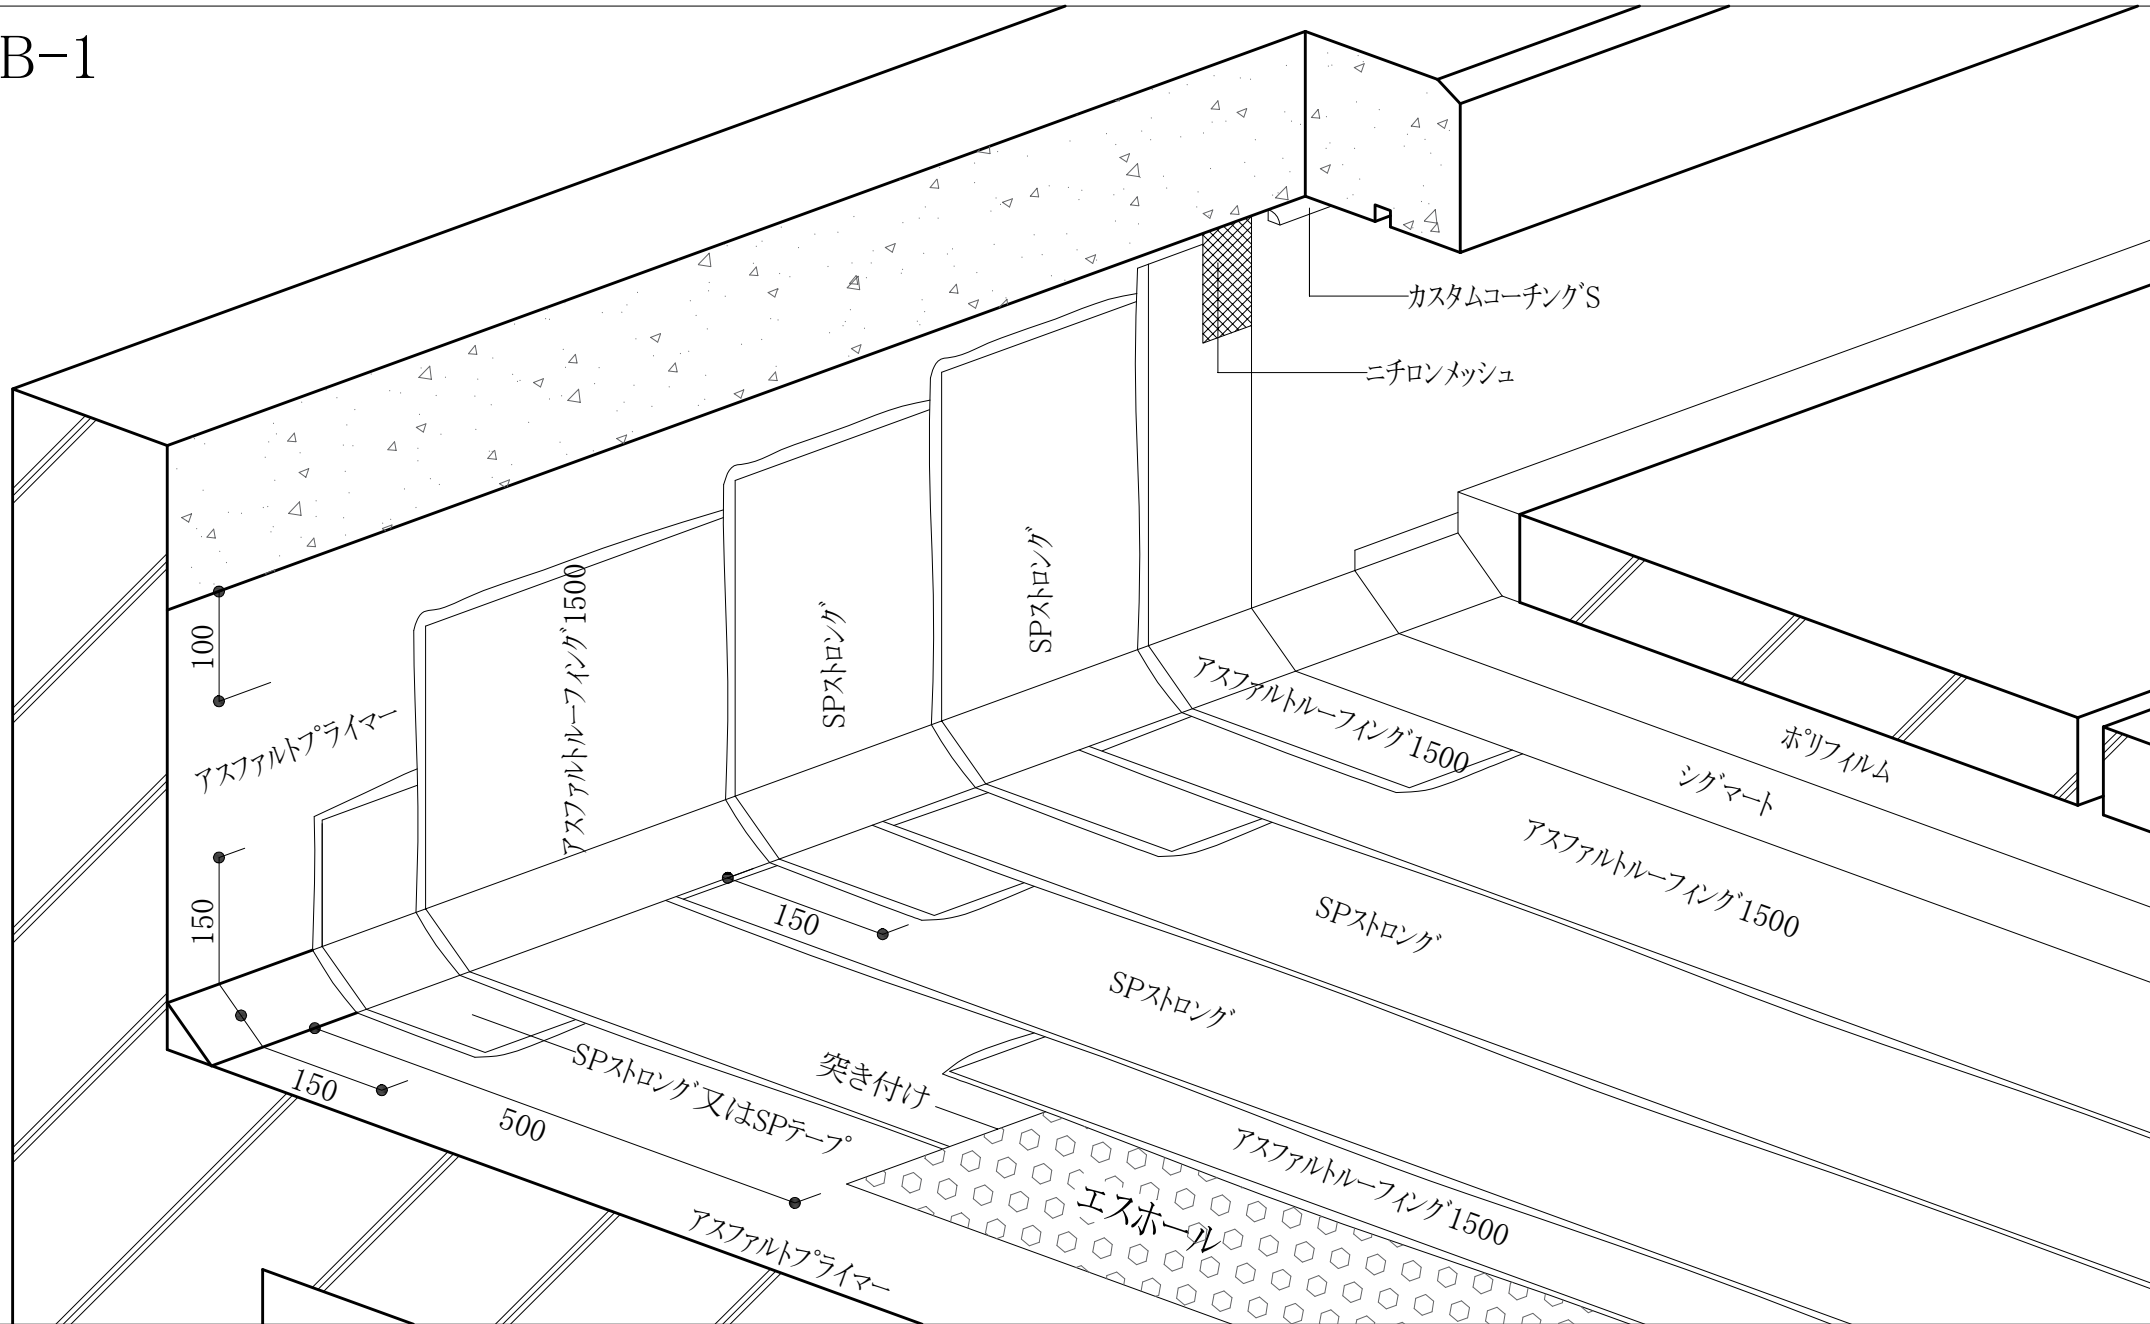 B-1
カスタムコーチングS
ニチロンメッシュ
SPストロング
SPストロング
アスファルトルーフィング1500
100
アスファルトプライマー
150
アスファルトルーフィング1500
ポリフィルム
シグマート
アスファルトルーフィング1500
SPストロング
150
SPストロング
突き付け
SPストロング又はSPテープ
150
500
アスファルトルーフィング1500
エスホール
アスファルトプライマー